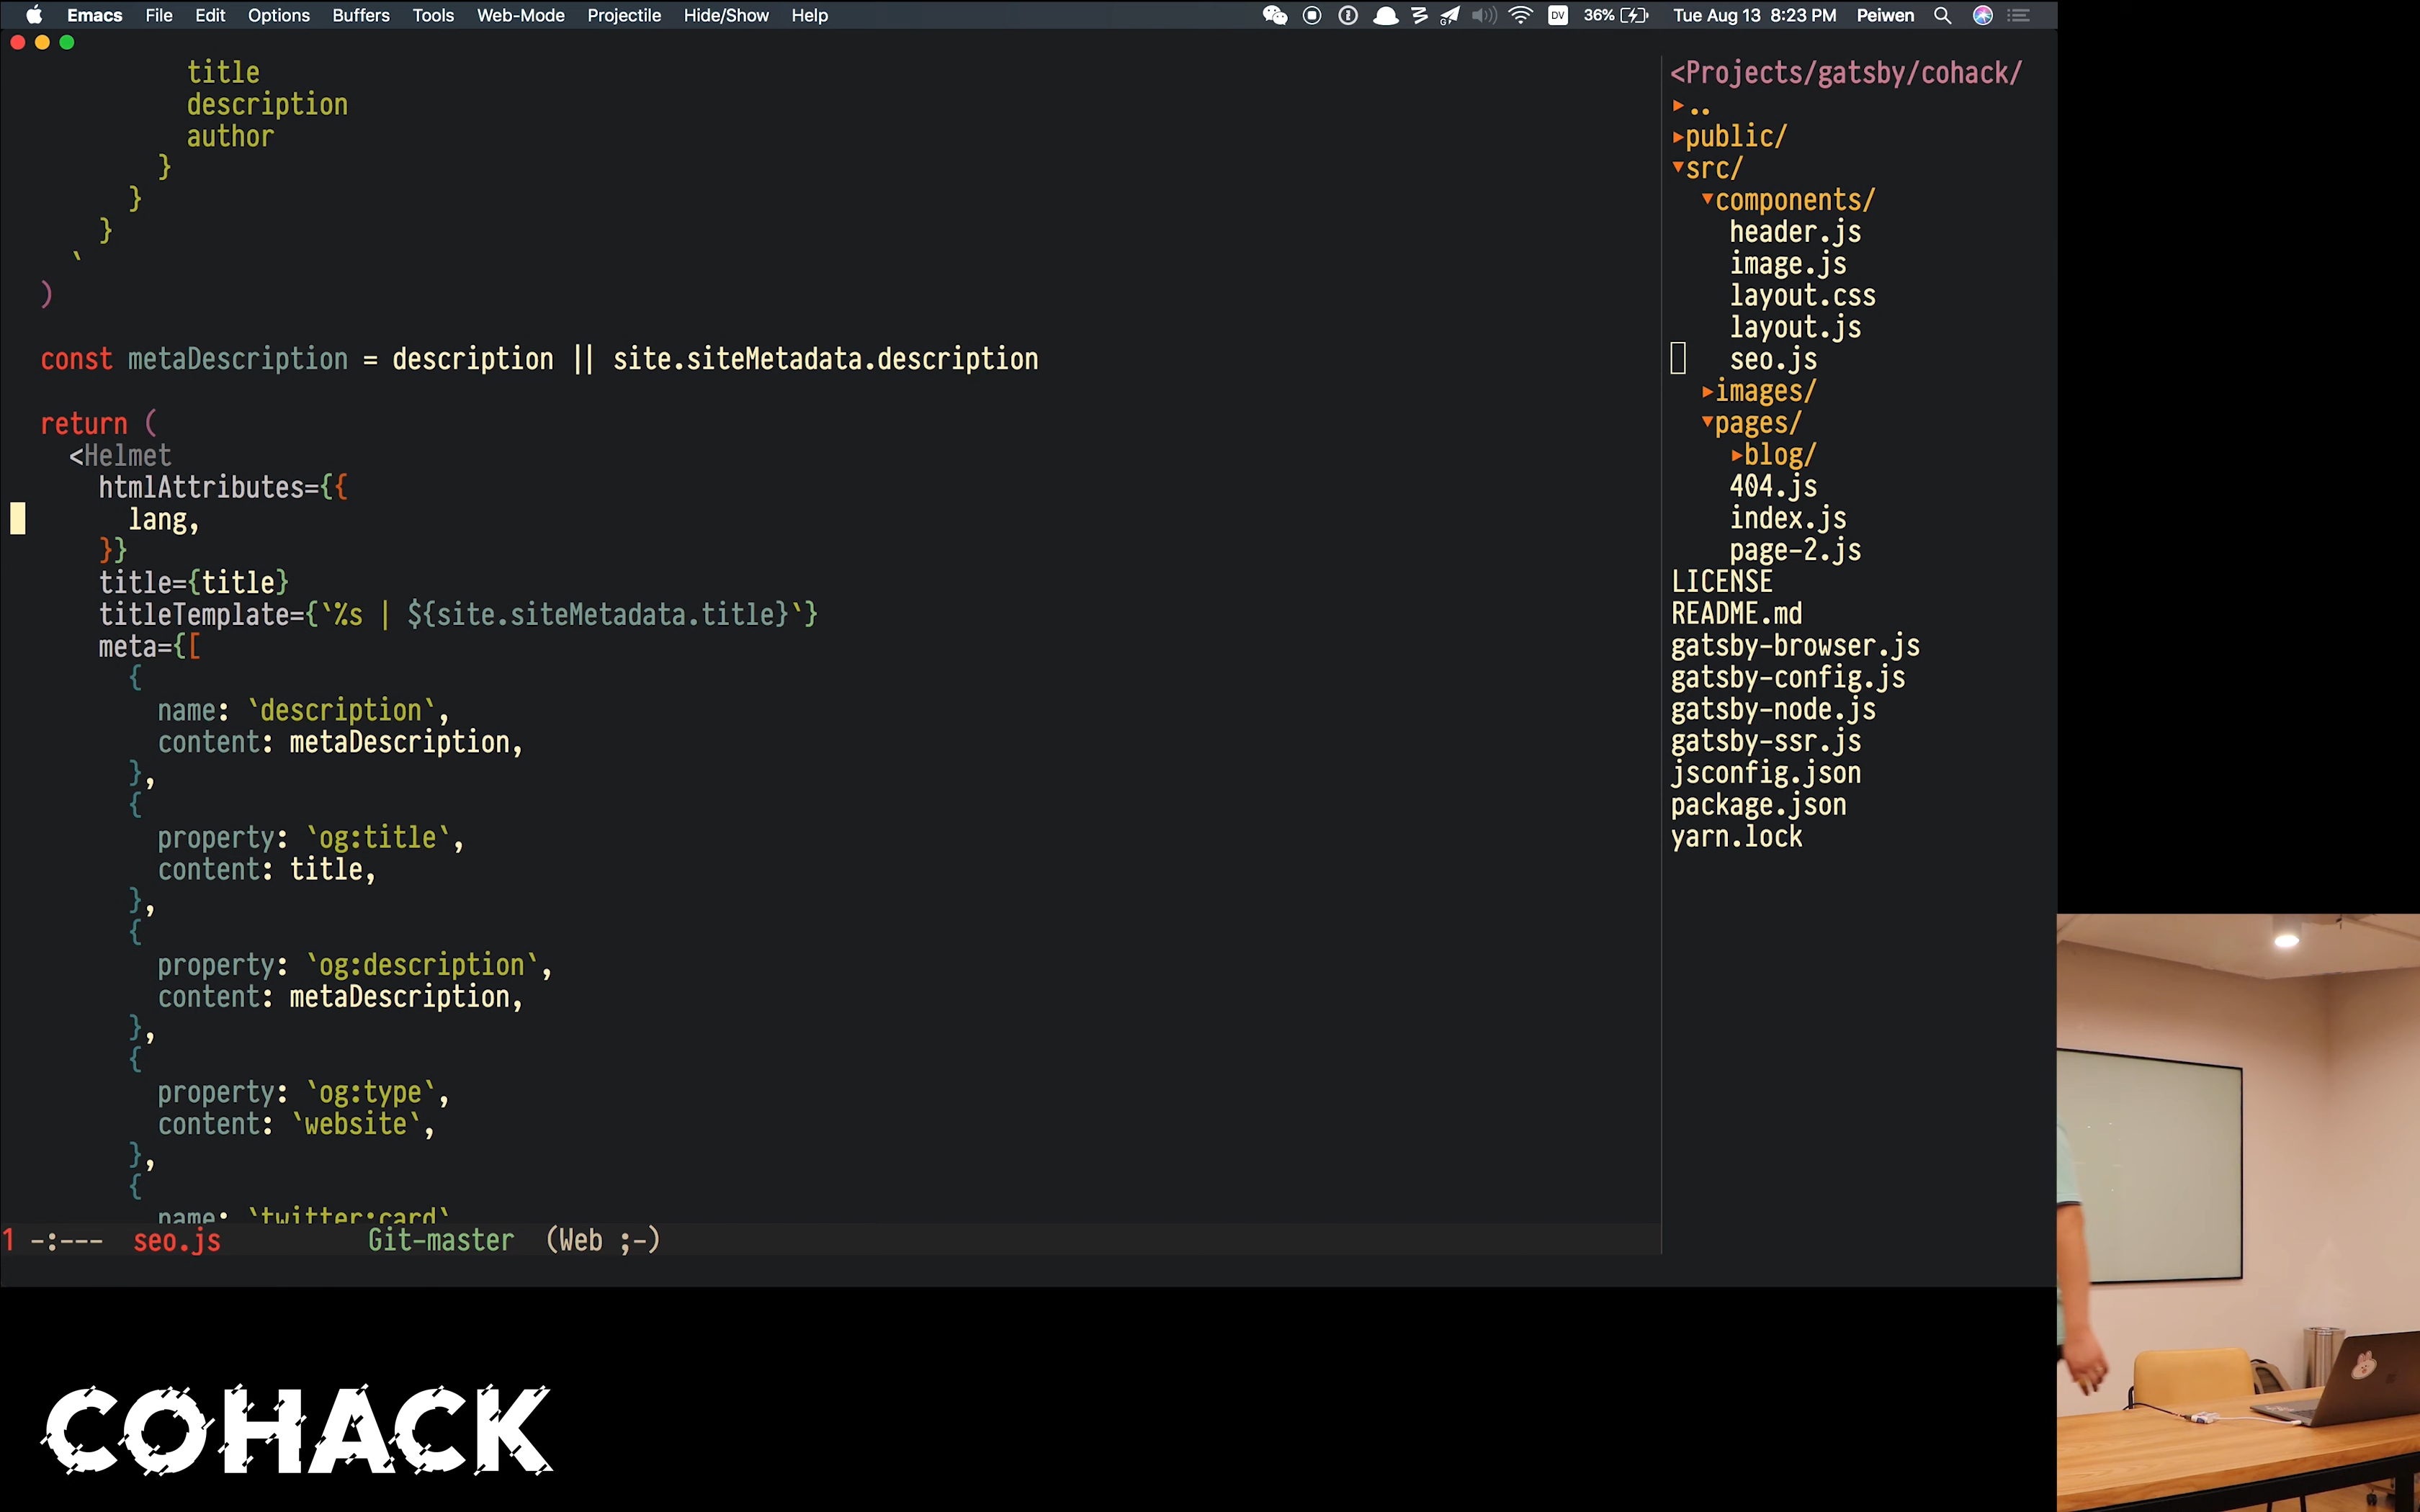 Emacs File Edit Options Buffers Tools Web-Mode Projectile Hide/Show Help DV 36% Tue Aug 13 8:23 PM Peiwen
title
description
author
}
}
}
`
)
const metaDescription = description || site.siteMetadata.description
return (
<Helmet
htmlAttributes={{
lang,
}}
title={title}
titleTemplate={`%s | ${site.siteMetadata.title}`}
meta={[
{
name: `description`,
content: metaDescription,
},
{
property: `og:title`,
content: title,
},
{
property: `og:description`,
content: metaDescription,
},
{
property: `og:type`,
content: `website`,
},
{
name: `twitter:card`
1 -:--- seo.js Git-master (Web ;-)
<Projects/gatsby/cohack/
▸..
▸public/
▾src/
▾components/
header.js
image.js
layout.css
layout.js
seo.js
▸images/
▾pages/
▸blog/
404.js
index.js
page-2.js
LICENSE
README.md
gatsby-browser.js
gatsby-config.js
gatsby-node.js
gatsby-ssr.js
jsconfig.json
package.json
yarn.lock
COHACK